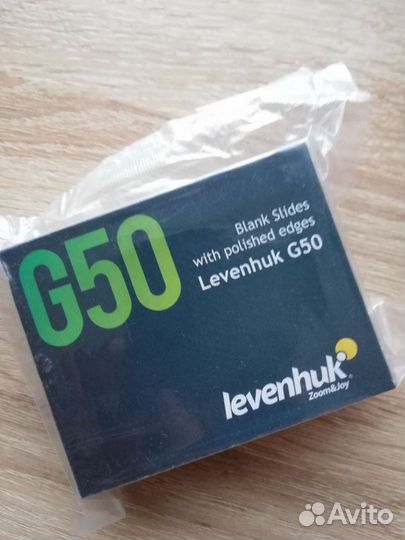 G50
Blank Slides
with polished edges
Levenhuk G50
levenhuk®
Zoom&Joy
Avito